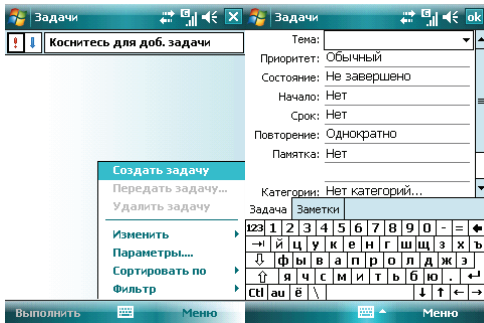 Задачи
Коснитесь для доб. задачи
Создать задачу
Передать задачу...
Удалить задачу
Изменить
Параметры....
Сортировать по
Фильтр
Выполнить Меню
Задачи ok
Тема:
Приоритет: Обычный
Состояние: Не завершено
Начало: Нет
Срок: Нет
Повторение: Однократно
Памятка: Нет
Категории: Нет категорий...
Задача Заметки
123 1 2 3 4 5 6 7 8 9 0 - =
й ц у к е н г ш щ з х ъ
ф ы в а п р о л д ж э
я ч с м и т ь б ю .
Ctl аu ё \
Меню